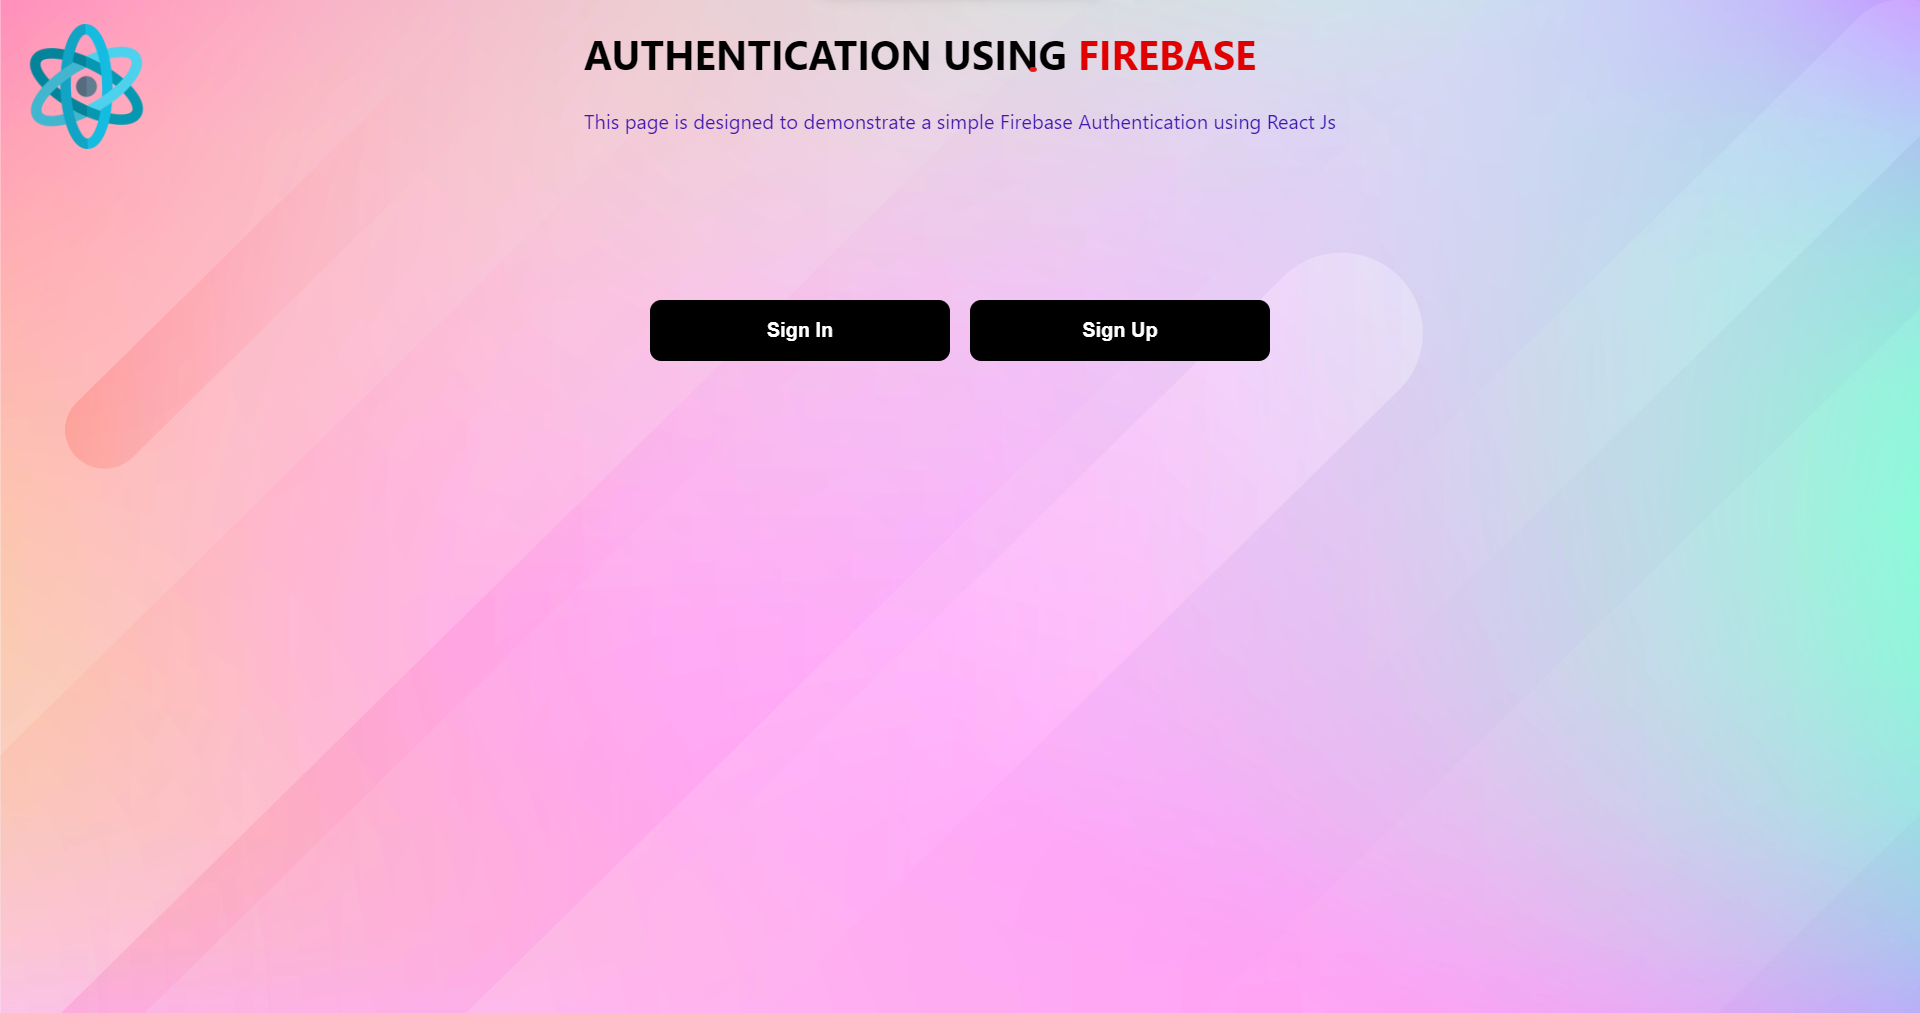 AUTHENTICATION USING FIREBASE
This page is designed to demonstrate a simple Firebase Authentication using React Js
Sign In
Sign Up